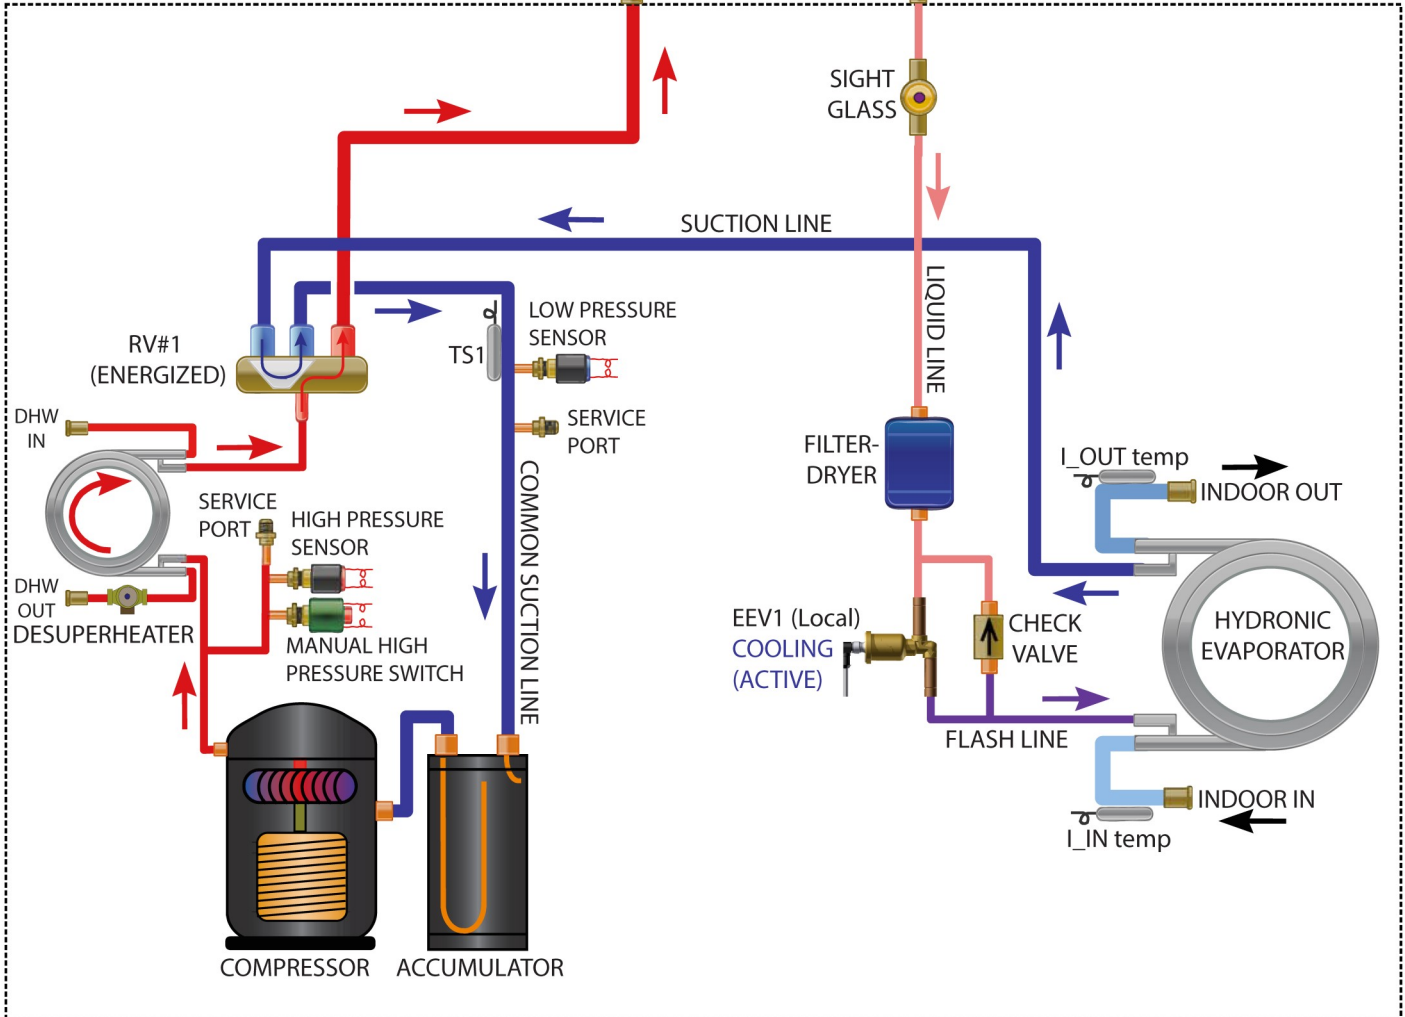 SIGHT
GLASS
SUCTION LINE
LIQUID LINE
LOW PRESSURE
SENSOR
TS1
RV#1
(ENERGIZED)
SERVICE
PORT
DHW
IN
FILTER-
DRYER
I_OUT temp
INDOOR OUT
COMMON SUCTION LINE
SERVICE
PORT
HIGH PRESSURE
SENSOR
DHW
OUT
DESUPERHEATER
MANUAL HIGH
PRESSURE SWITCH
EEV1 (Local)
COOLING
(ACTIVE)
CHECK
VALVE
HYDRONIC
EVAPORATOR
FLASH LINE
INDOOR IN
I_IN temp
COMPRESSOR
ACCUMULATOR